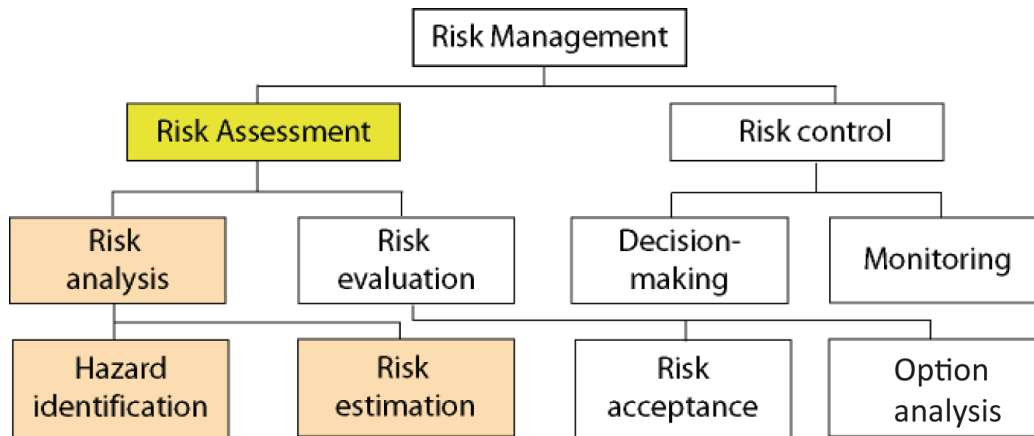 Risk Management
Risk Assessment
Risk control
Risk
analysis
Risk
evaluation
Decision-
making
Monitoring
Hazard
identification
Risk
estimation
Risk
acceptance
Option
analysis